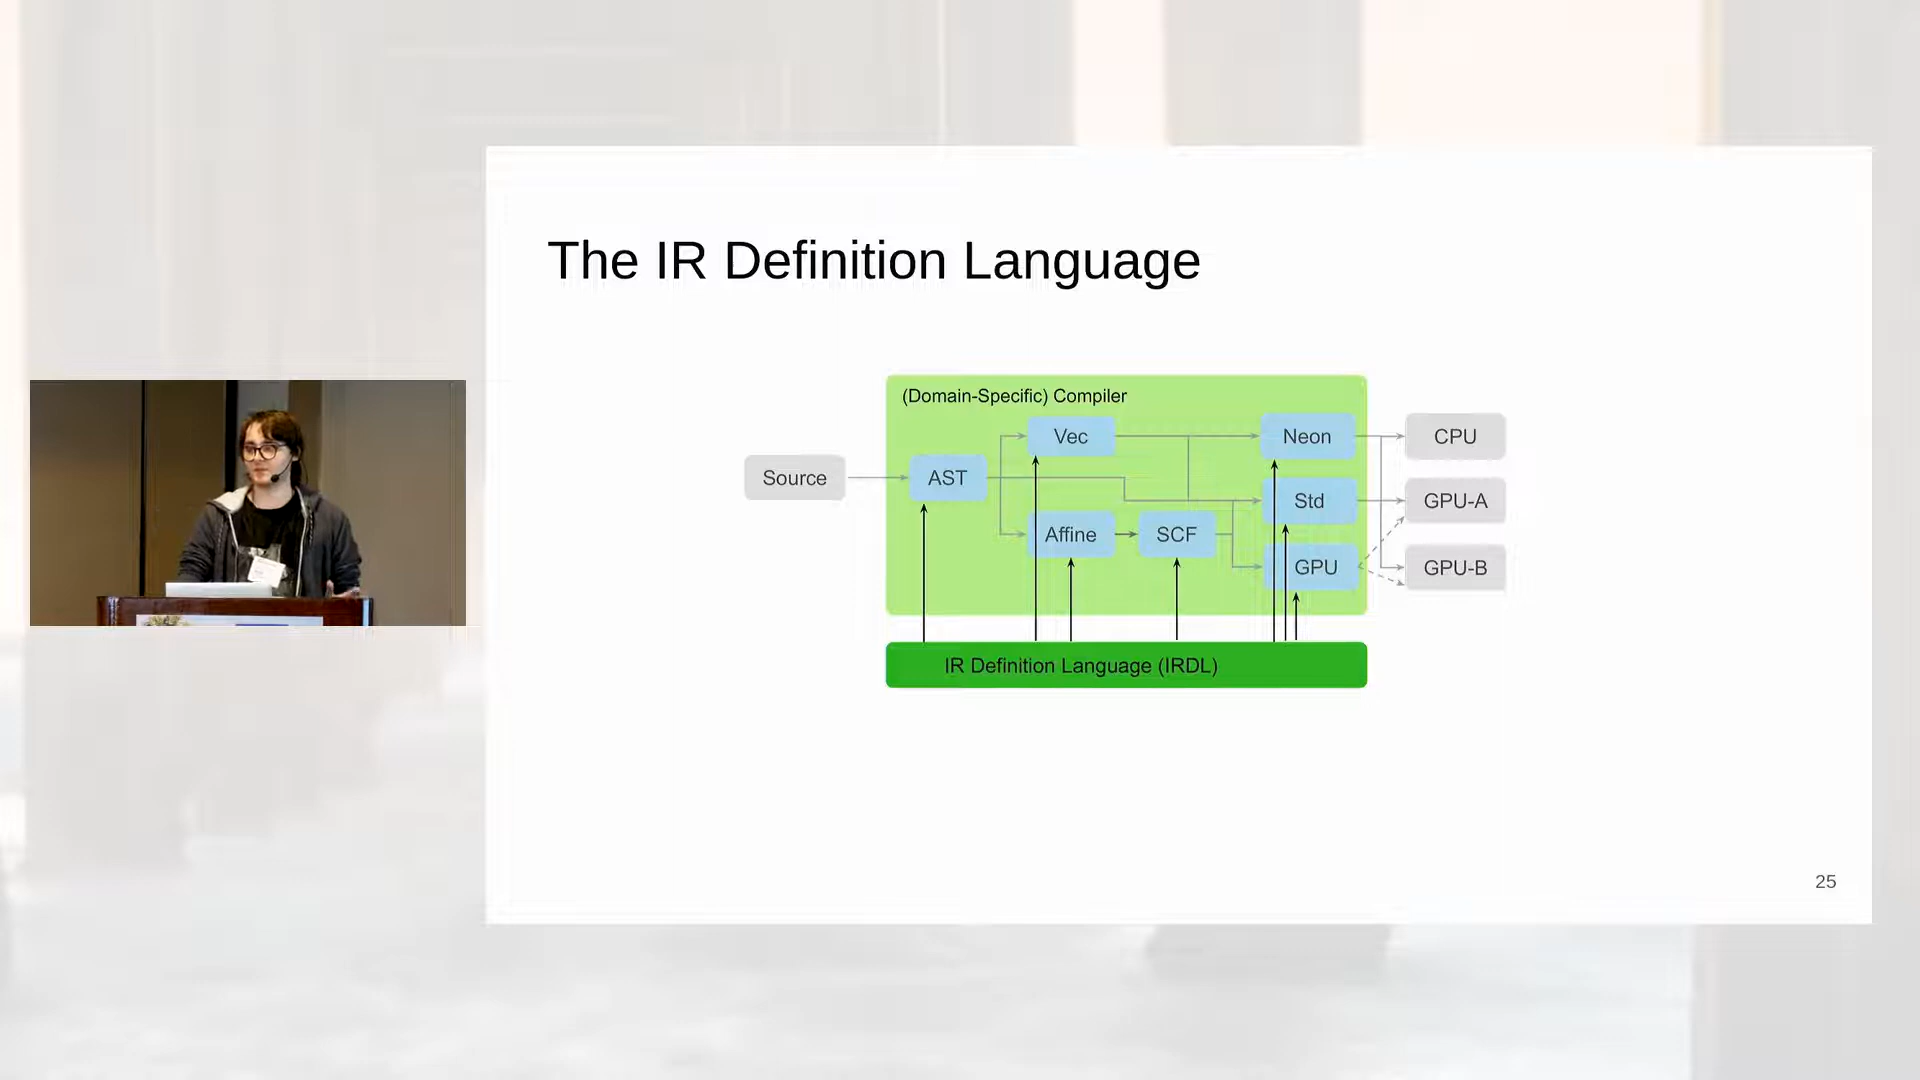 The IR Definition Language
(Domain-Specific) Compiler
Vec
Neon
CPU
Source
AST
Std
GPU-A
Affine
SCF
GPU
GPU-B
IR Definition Language (IRDL)
25